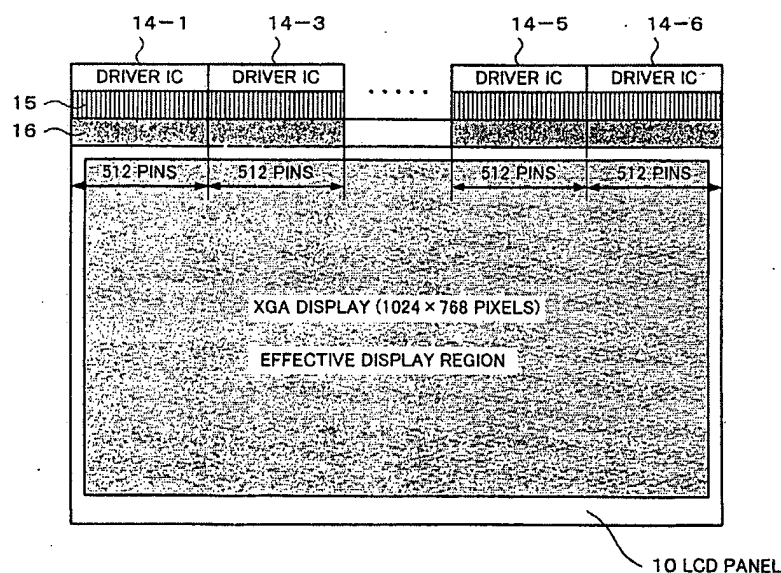 14-1 14-3 14-5 14-6
DRIVER IC DRIVER IC ..... DRIVER IC DRIVER IC
15
16
512 PINS 512 PINS 512 PINS 512 PINS
XGA DISPLAY (1024 × 768 PIXELS)
EFFECTIVE DISPLAY REGION
10 LCD PANEL